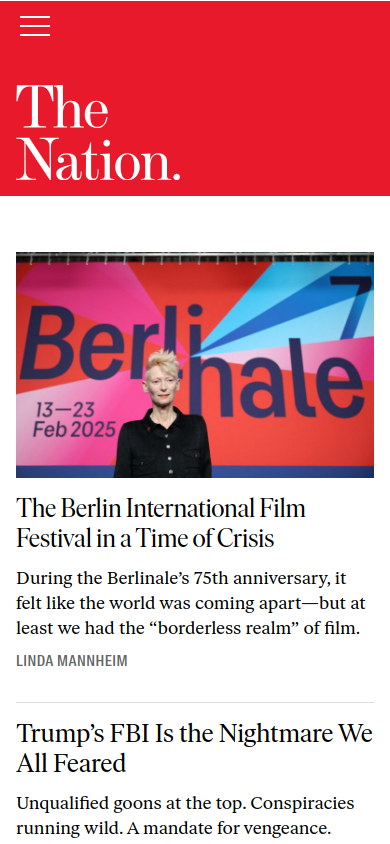 The
Nation.
Berli
nale
7
13—23
Feb 2025
The Berlin International Film
Festival in a Time of Crisis
During the Berlinale’s 75th anniversary, it
felt like the world was coming apart—but at
least we had the “borderless realm” of film.
LINDA MANNHEIM
Trump’s FBI Is the Nightmare We
All Feared
Unqualified goons at the top. Conspiracies
running wild. A mandate for vengeance.